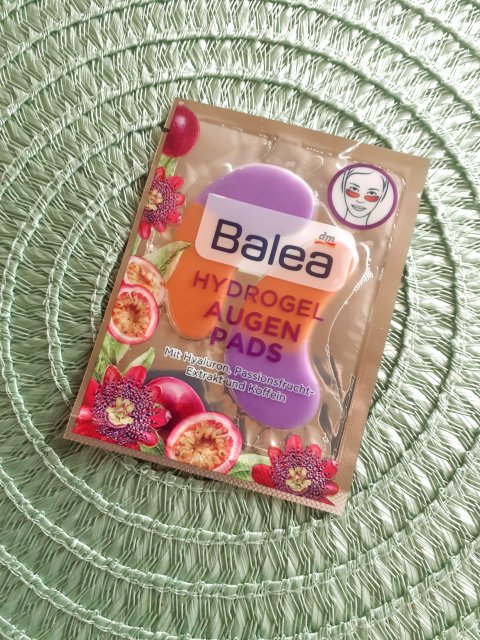 dm
Balea
HYDROGEL
AUGEN
PADS
Mit Hyaluron, Passionsfrucht-
Extrakt und Koffein